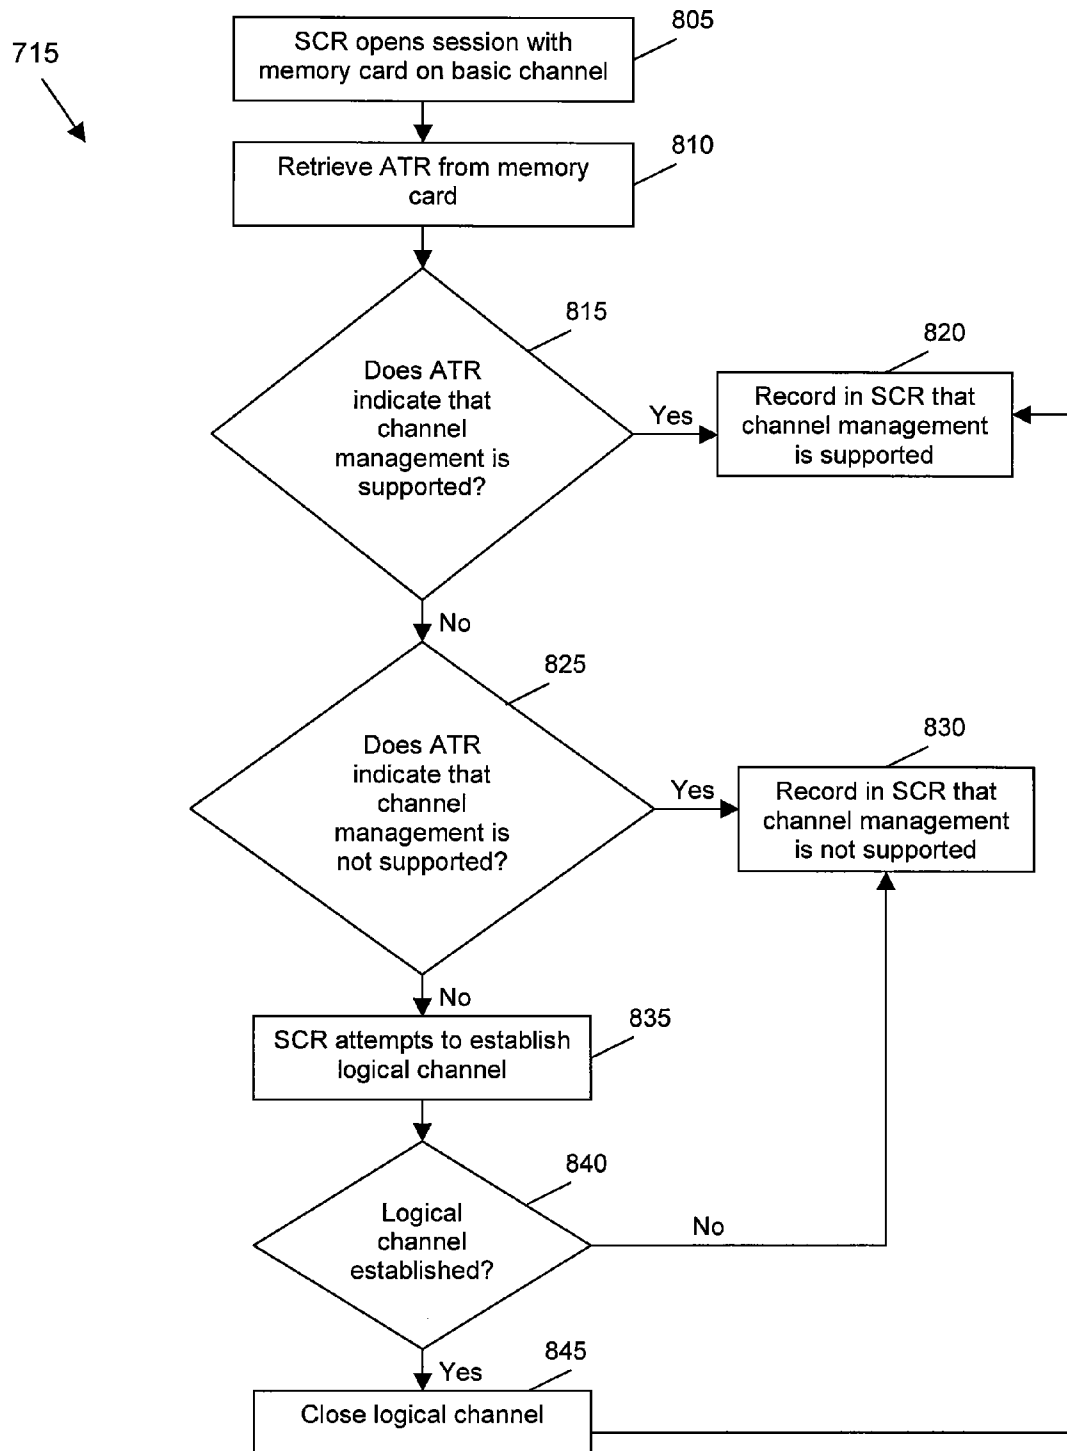 715
SCR opens session with
memory card on basic channel
805
Retrieve ATR from memory
card
810
Does ATR
indicate that
channel
management is
supported?
815
Yes
Record in SCR that
channel management
is supported
820
No
Does ATR
indicate that
channel
management is
not supported?
825
Yes
Record in SCR that
channel management
is not supported
830
No
SCR attempts to establish
logical channel
835
Logical
channel
established?
840
No
Yes
Close logical channel
845